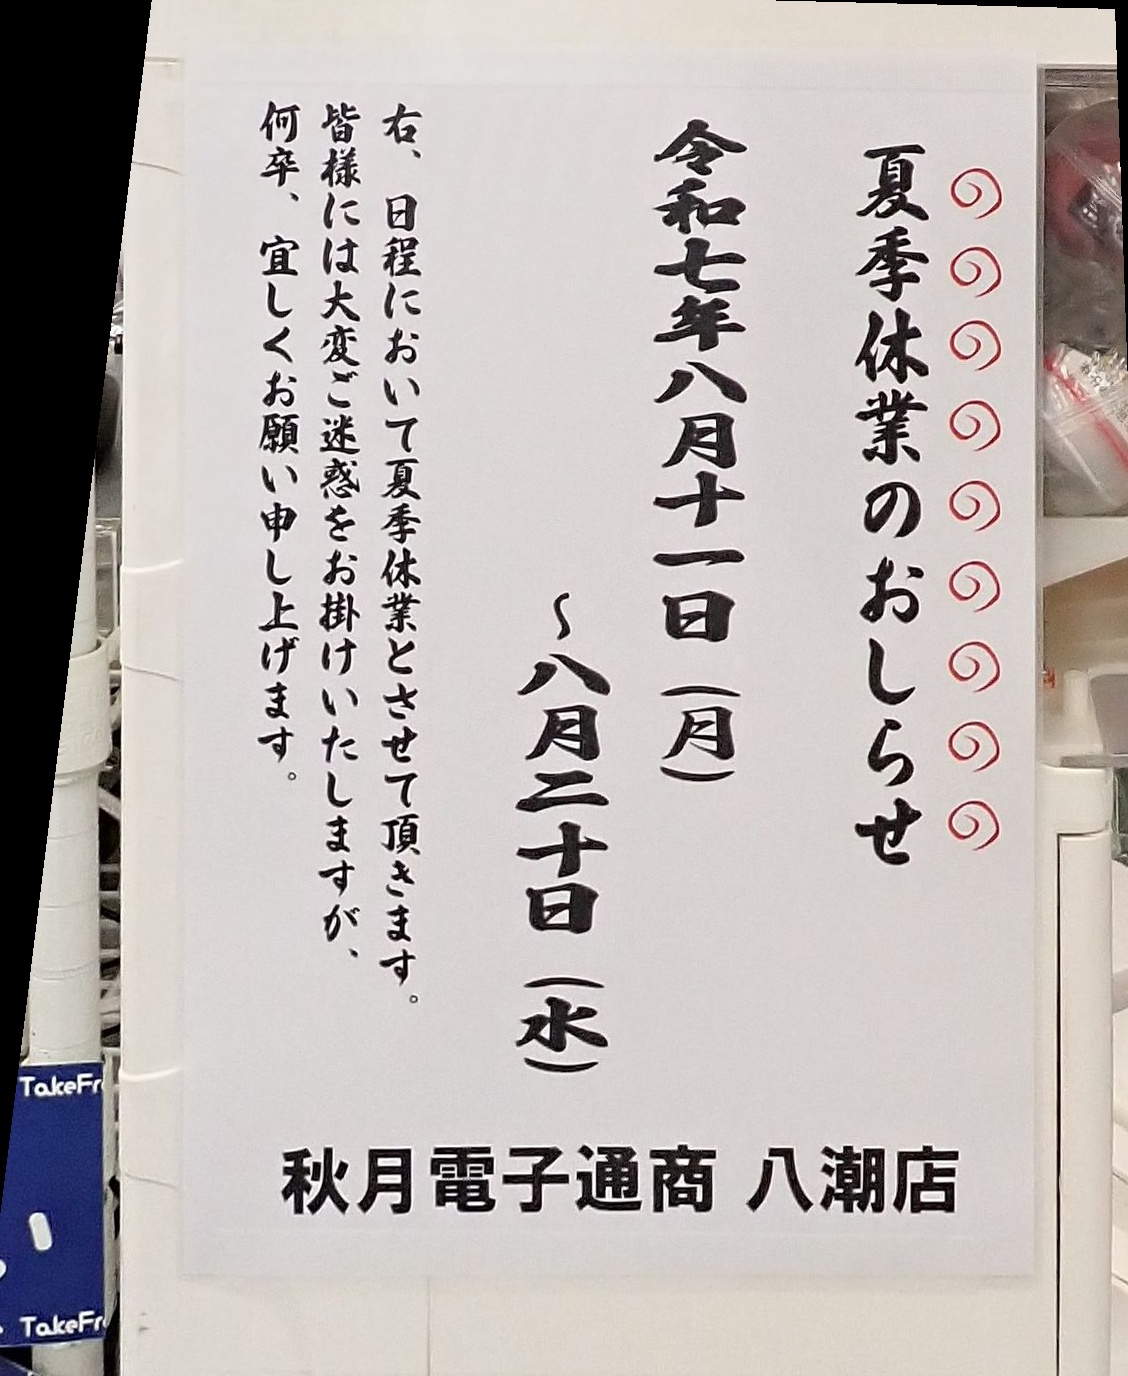 夏季休業のおしらせ
令和七年八月十一日（月）
～八月二十日（水）
右、日程において夏季休業とさせて頂きます。
皆様には大変ご迷惑をお掛けいたしますが、
何卒、宜しくお願い申し上げます。
秋月電子通商 八潮店
TakeFr
TakeFr